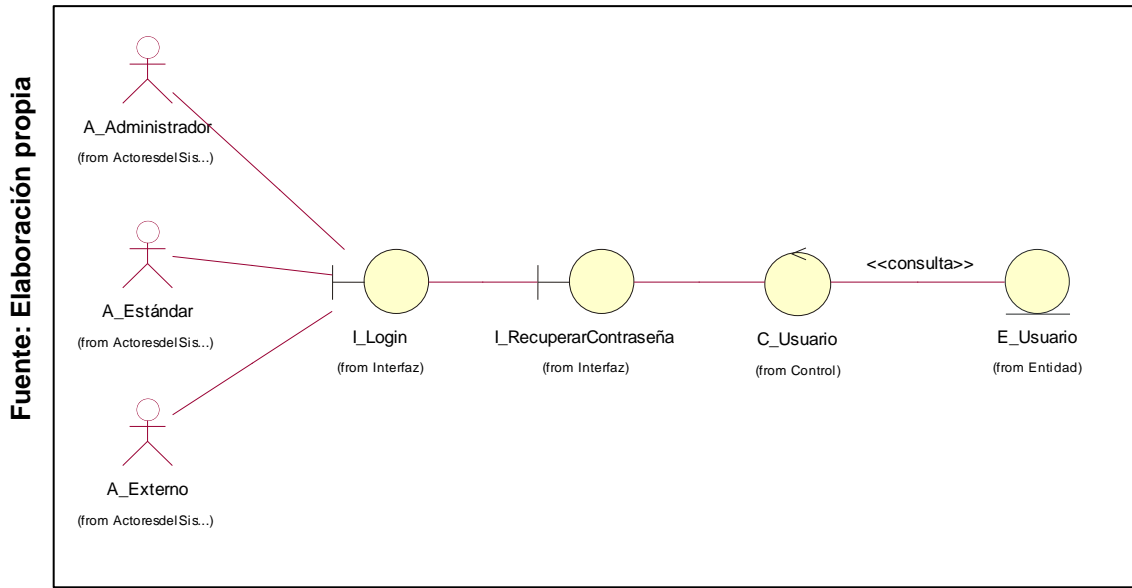 Fuente: Elaboración propia
A_Administrador
(from ActoresdelSis...)
A_Estándar
(from ActoresdelSis...)
A_Externo
(from ActoresdelSis...)
I_Login
(from Interfaz)
I_RecuperarContraseña
(from Interfaz)
C_Usuario
(from Control)
<<consulta>>
E_Usuario
(from Entidad)